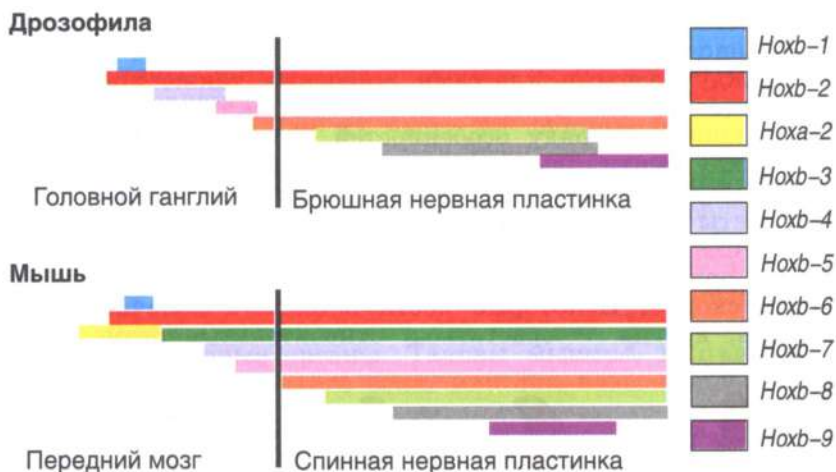 Дрозофила
Головной ганглий
Брюшная нервная пластинка
Мышь
Передний мозг
Спинная нервная пластинка
Hoxb-1
Hoxb-2
Hoxa-2
Hoxb-3
Hoxb-4
Hoxb-5
Hoxb-6
Hoxb-7
Hoxb-8
Hoxb-9